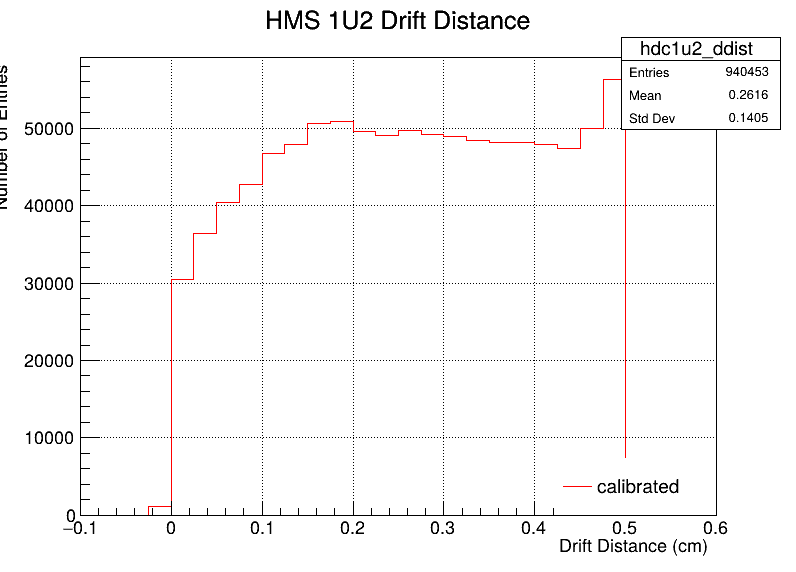 HMS 1U2 Drift Distance
hdc1u2_ddist
Entries 940453
Mean 0.2616
Std Dev 0.1405
Number of Entries
50000
40000
30000
20000
10000
0
calibrated
−0.1 0 0.1 0.2 0.3 0.4 0.5 0.6
Drift Distance (cm)